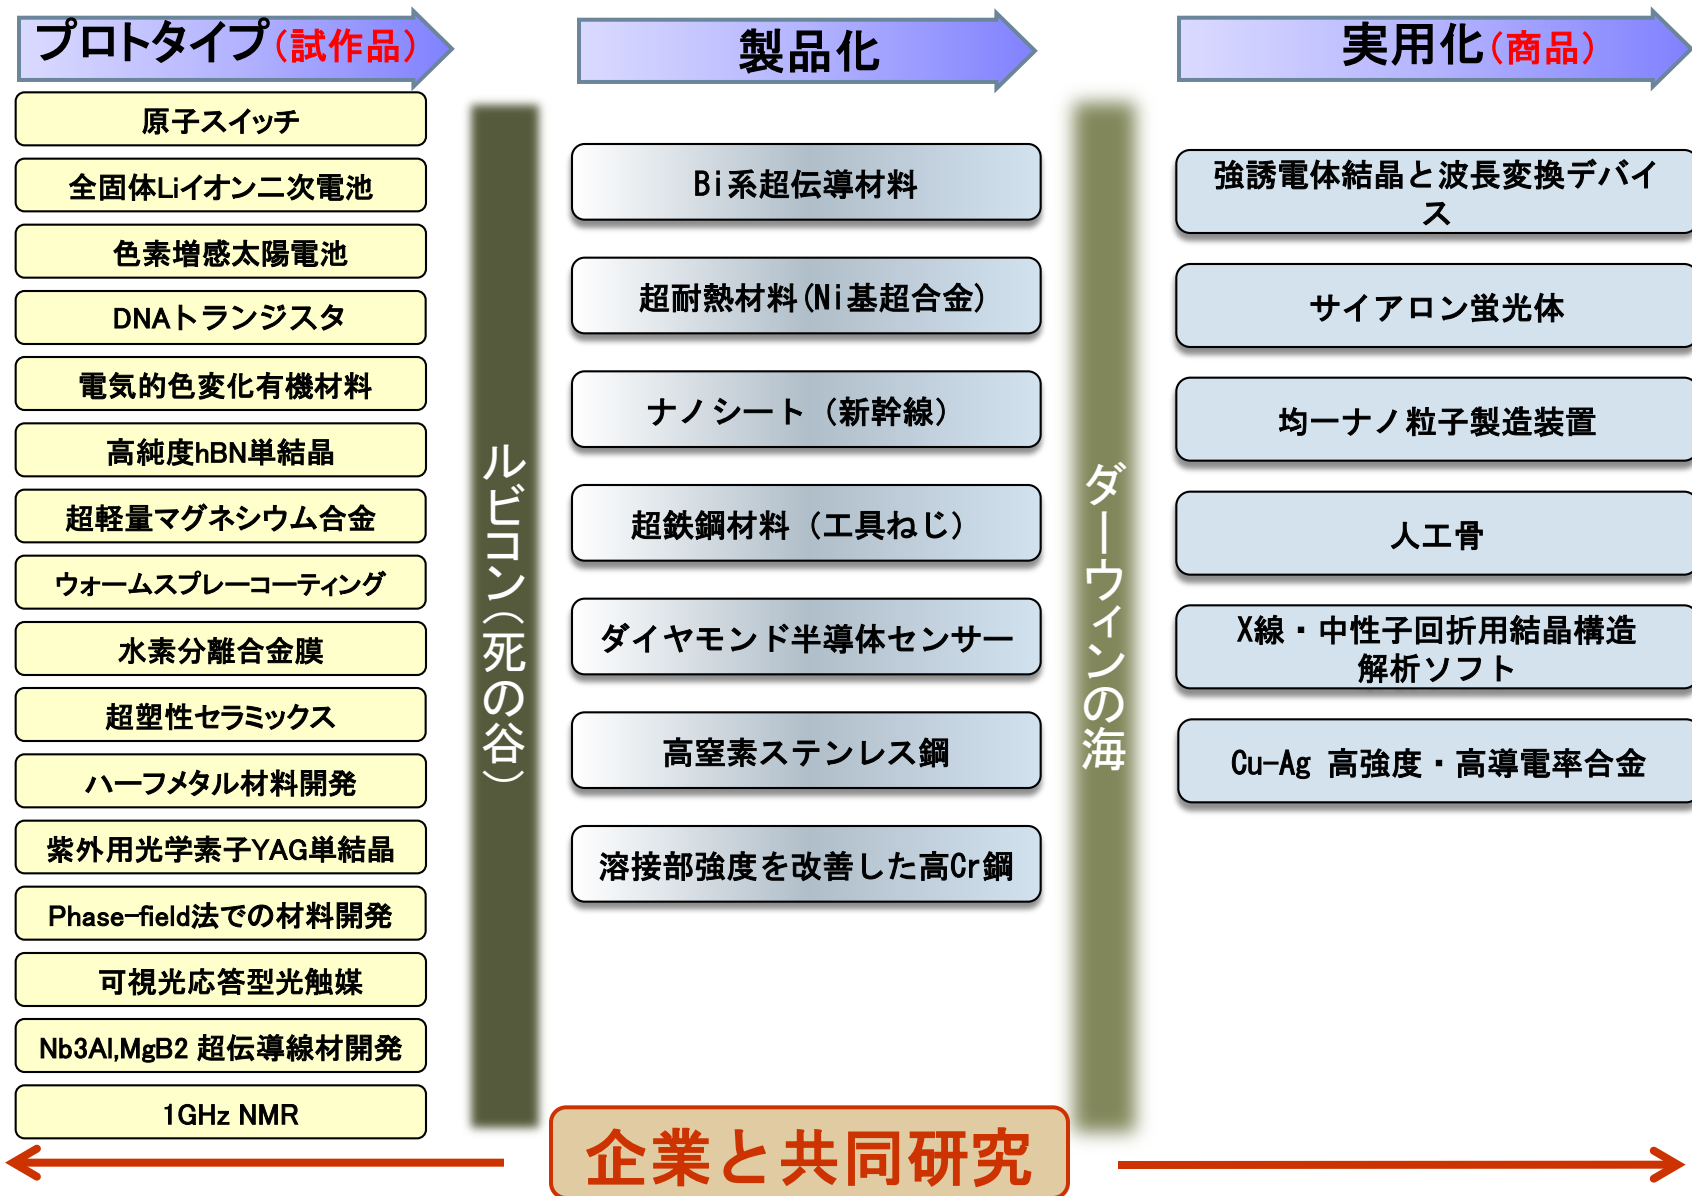 プロトタイプ(試作品)
原子スイッチ
全固体Liイオン二次電池
色素増感太陽電池
DNAトランジスタ
電気的色変化有機材料
高純度hBN単結晶
超軽量マグネシウム合金
ウォームスプレーコーティング
水素分離合金膜
超塑性セラミックス
ハーフメタル材料開発
紫外用光学素子YAG単結晶
Phase-field法での材料開発
可視光応答型光触媒
Nb3Al,MgB2 超伝導線材開発
1GHz NMR
ルビコン(死の谷)
製品化
Bi系超伝導材料
超耐熱材料(Ni基超合金)
ナノシート（新幹線）
超鉄鋼材料（工具ねじ）
ダイヤモンド半導体センサー
高窒素ステンレス鋼
溶接部強度を改善した高Cr鋼
ダーウィンの海
実用化(商品)
強誘電体結晶と波長変換デバイ
ス
サイアロン蛍光体
均一ナノ粒子製造装置
人工骨
X線・中性子回折用結晶構造
解析ソフト
Cu-Ag 高強度・高導電率合金
企業と共同研究